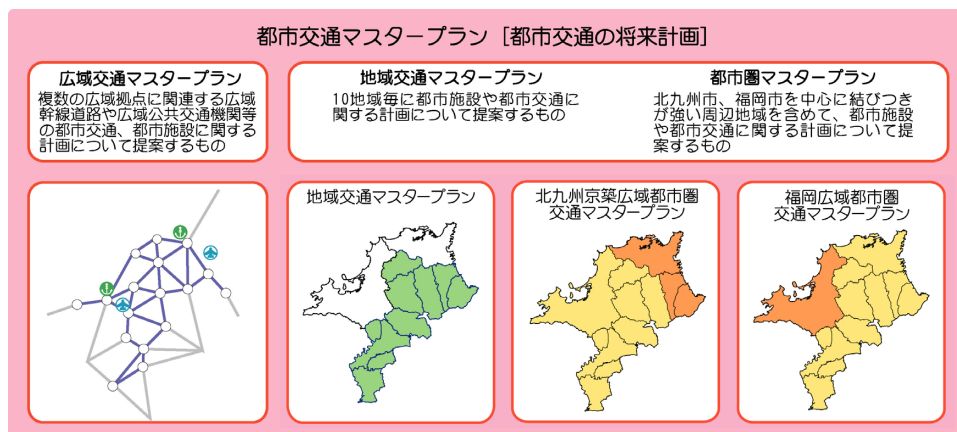 都市交通マスタープラン［都市交通の将来計画］
広域交通マスタープラン
複数の広域拠点に関連する広域
幹線道路や広域公共交通機関等
の都市交通、都市施設に関する
計画について提案するもの
地域交通マスタープラン
10地域毎に都市施設や都市交通に
関する計画について提案するもの
都市圏マスタープラン
北九州市、福岡市を中心に結びつき
が強い周辺地域を含めて、都市施設
や都市交通に関する計画について提
案するもの
地域交通マスタープラン
北九州京築広域都市圏
交通マスタープラン
福岡広域都市圏
交通マスタープラン